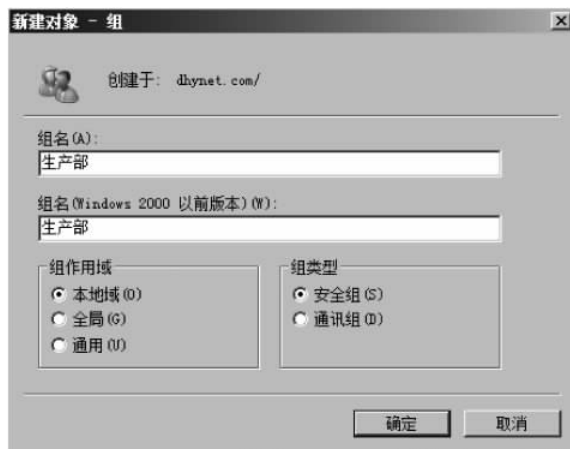 新建对象 - 组
创建于: dhynet.com/
组名(A):
生产部
组名(Windows 2000 以前版本)(W):
生产部
组作用域
本地域(O)
全局(G)
通用(U)
组类型
安全组(S)
通讯组(D)
确定
取消